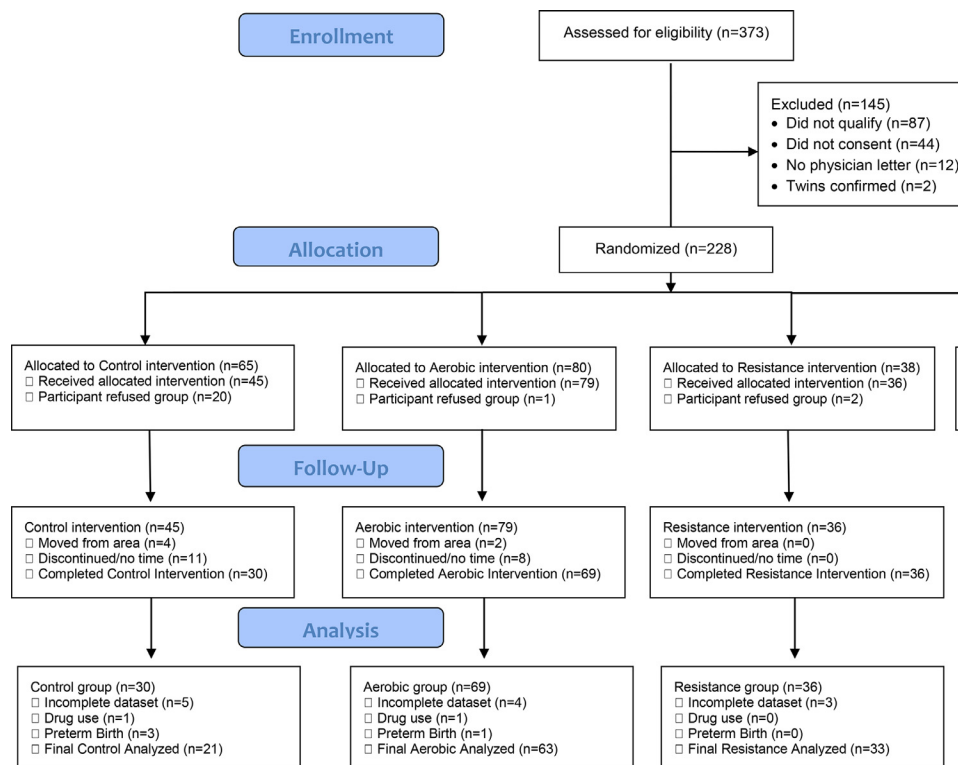 Enrollment
Assessed for eligibility (n=373)
Excluded (n=145)
• Did not qualify (n=87)
• Did not consent (n=44)
• No physician letter (n=12)
• Twins confirmed (n=2)
Allocation
Randomized (n=228)
Allocated to Control intervention (n=65)
□ Received allocated intervention (n=45)
□ Participant refused group (n=20)
Allocated to Aerobic intervention (n=80)
□ Received allocated intervention (n=79)
□ Participant refused group (n=1)
Allocated to Resistance intervention (n=38)
□ Received allocated intervention (n=36)
□ Participant refused group (n=2)
Follow-Up
Control intervention (n=45)
□ Moved from area (n=4)
□ Discontinued/no time (n=11)
□ Completed Control Intervention (n=30)
Aerobic intervention (n=79)
□ Moved from area (n=2)
□ Discontinued/no time (n=8)
□ Completed Aerobic Intervention (n=69)
Resistance intervention (n=36)
□ Moved from area (n=0)
□ Discontinued/no time (n=0)
□ Completed Resistance Intervention (n=36)
Analysis
Control group (n=30)
□ Incomplete dataset (n=5)
□ Drug use (n=1)
□ Preterm Birth (n=3)
□ Final Control Analyzed (n=21)
Aerobic group (n=69)
□ Incomplete dataset (n=4)
□ Drug use (n=1)
□ Preterm Birth (n=1)
□ Final Aerobic Analyzed (n=63)
Resistance group (n=36)
□ Incomplete dataset (n=3)
□ Drug use (n=0)
□ Preterm Birth (n=0)
□ Final Resistance Analyzed (n=33)